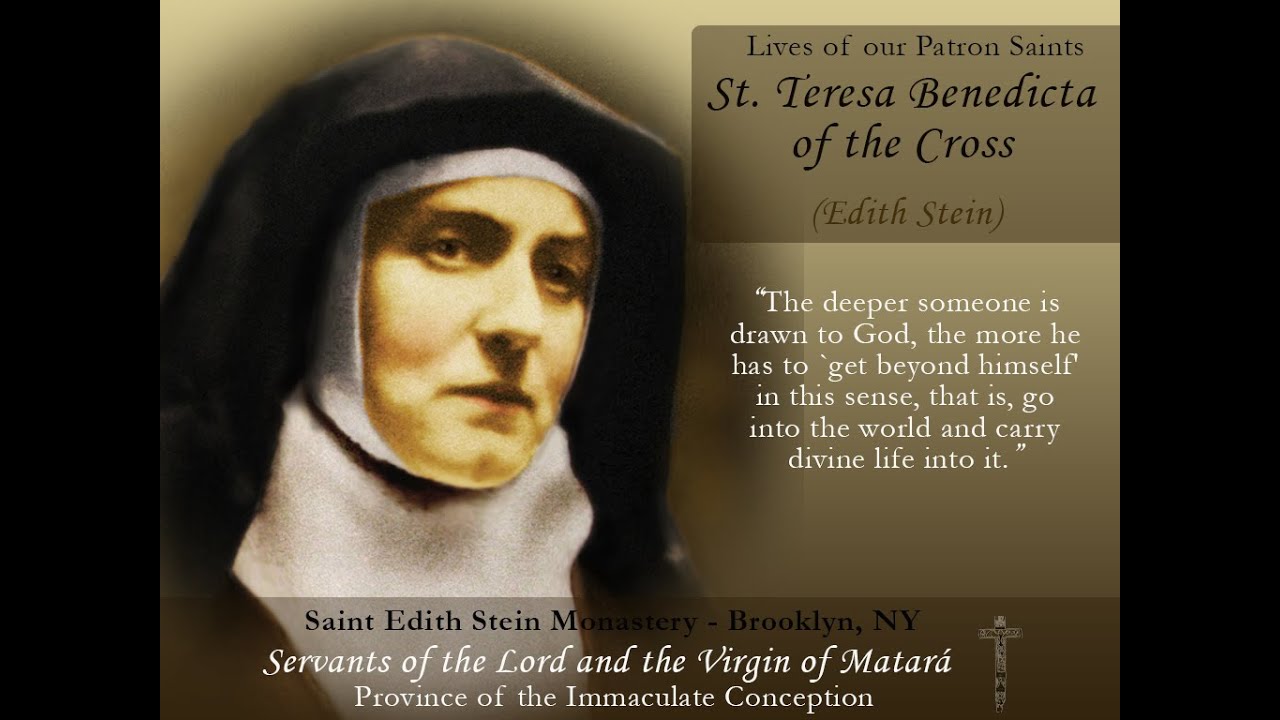 Lives of our Patron Saints
St. Teresa Benedicta
of the Cross
(Edith Stein)
“The deeper someone is
drawn to God, the more he
has to `get beyond himself'
in this sense, that is, go
into the world and carry
divine life into it.”
Saint Edith Stein Monastery - Brooklyn, NY
Servants of the Lord and the Virgin of Matará
Province of the Immaculate Conception